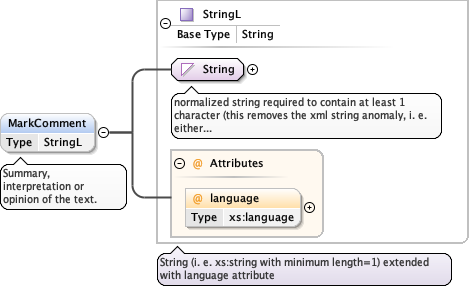 StringL
Base Type String
String
normalized string required to contain at least 1
character (this removes the xml string anomaly, i. e.
either...
MarkComment
Type StringL
Summary,
interpretation or
opinion of the text.
@ Attributes
@ language
Type xs:language
String (i. e. xs:string with minimum length=1) extended
with language attribute